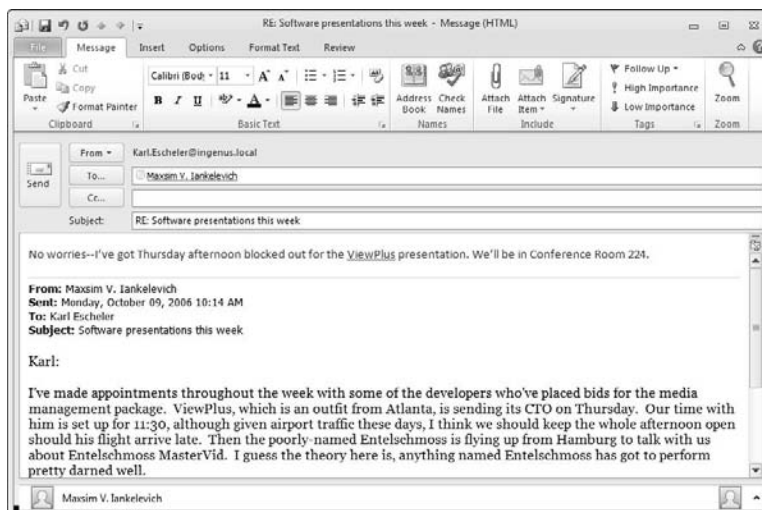 RE: Software presentations this week - Message (HTML)
File Message Insert Options Format Text Review
Paste
Cut
Copy
Format Painter
Clipboard
Calibri (Body 11
B I U
Basic Text
Address Book
Check Names
Names
Attach File
Attach Item
Signature
Include
Follow Up
High Importance
Low Importance
Tags
Zoom
Zoom
Send
From Karl.Escheler@ingenus.local
To... Maxsim V. Iankelevich
Cc...
Subject: RE: Software presentations this week
No worries--I've got Thursday afternoon blocked out for the ViewPlus presentation. We'll be in Conference Room 224.
From: Maxsim V. Iankelevich
Sent: Monday, October 09, 2006 10:14 AM
To: Karl Escheler
Subject: Software presentations this week
Karl:
I've made appointments throughout the week with some of the developers who've placed bids for the media
management package. ViewPlus, which is an outfit from Atlanta, is sending its CTO on Thursday. Our time with
him is set up for 11:30, although given airport traffic these days, I think we should keep the whole afternoon open
should his flight arrive late. Then the poorly-named Entelschmoss is flying up from Hamburg to talk with us
about Entelschmoss MasterVid. I guess the theory here is, anything named Entelschmoss has got to perform
pretty darned well.
Maxsim V. Iankelevich